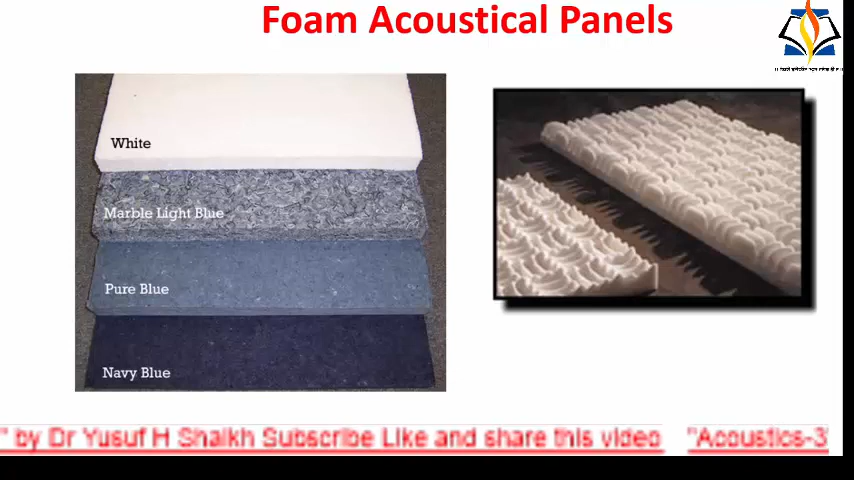 Foam Acoustical Panels
White
Marble Light Blue
Pure Blue
Navy Blue
" by Dr Yusuf H Shaikh Subscribe Like and share this video "Acoustics-3